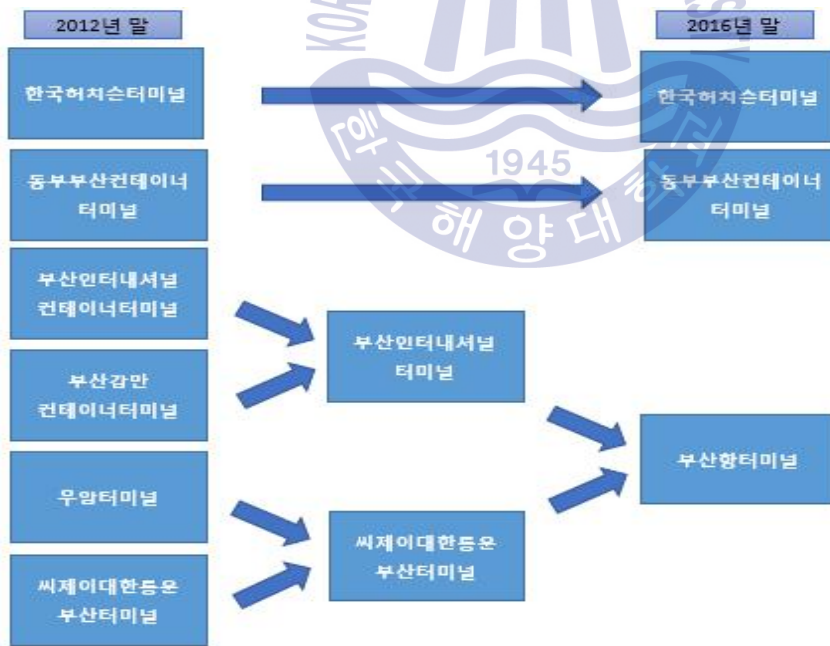 2012년 말
2016년 말
한국허치슨터미널
한국허치슨터미널
동부부산컨테이너
터미널
동부부산컨테이너
터미널
부산인터내셔널
컨테이너터미널
부산인터내셔널
터미널
부산감만
컨테이너터미널
부산항터미널
우암터미널
씨제이대한통운
부산터미널
씨제이대한통운
부산터미널
1945
한국해양대학교